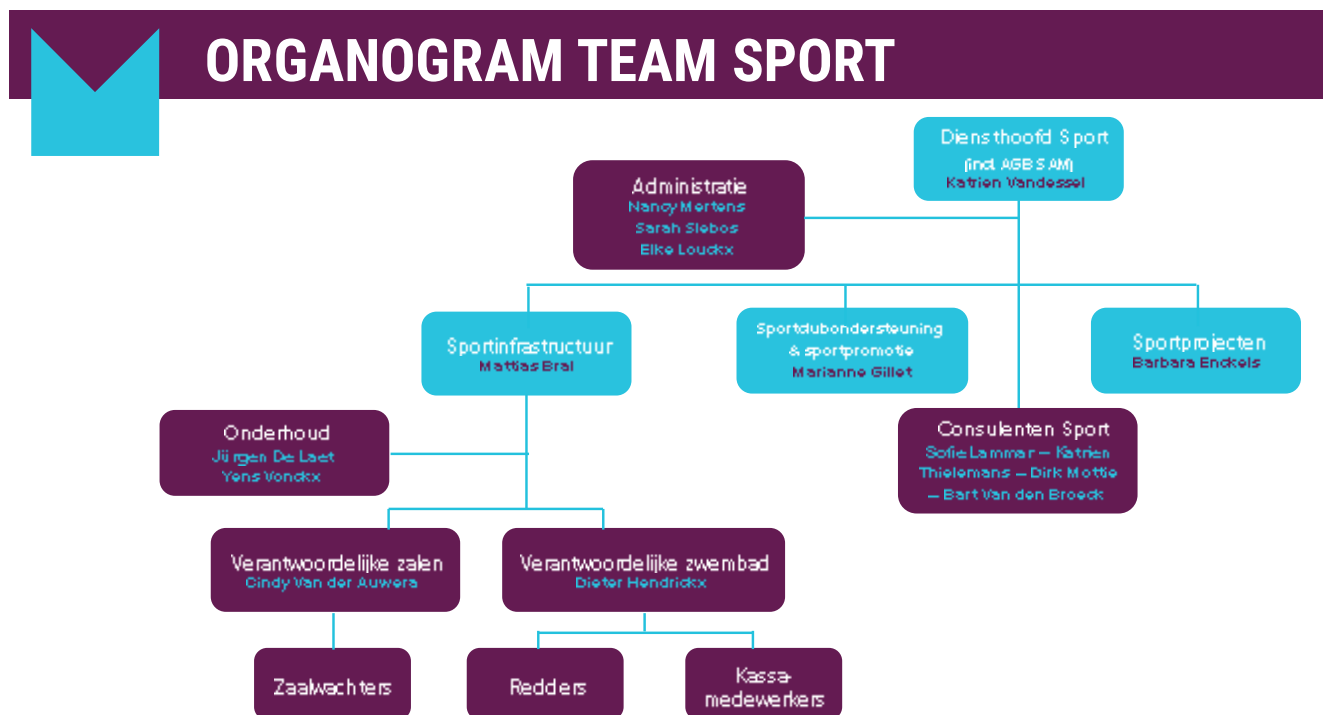 ORGANOGRAM TEAM SPORT
Diensthoofd Sport
(incl. AGB SAM)
Katrien Vandessel
Administratie
Nancy Mertens
Sarah Slebos
Elke Louckx
Sportinfrastructuur
Mattias Bral
Sportclubondersteuning
& sportpromotie
Marianne Gillet
Sportprojecten
Barbara Enckels
Onderhoud
Jürgen De Laet
Yens Vonckx
Consulenten Sport
Sofie Lammar – Katrien
Thielemans – Dirk Mottie
– Bart Van den Broeck
Verantwoordelijke zalen
Cindy Van der Auwera
Verantwoordelijke zwembad
Dieter Hendrickx
Zaalwachters
Redders
Kassa-
medewerkers